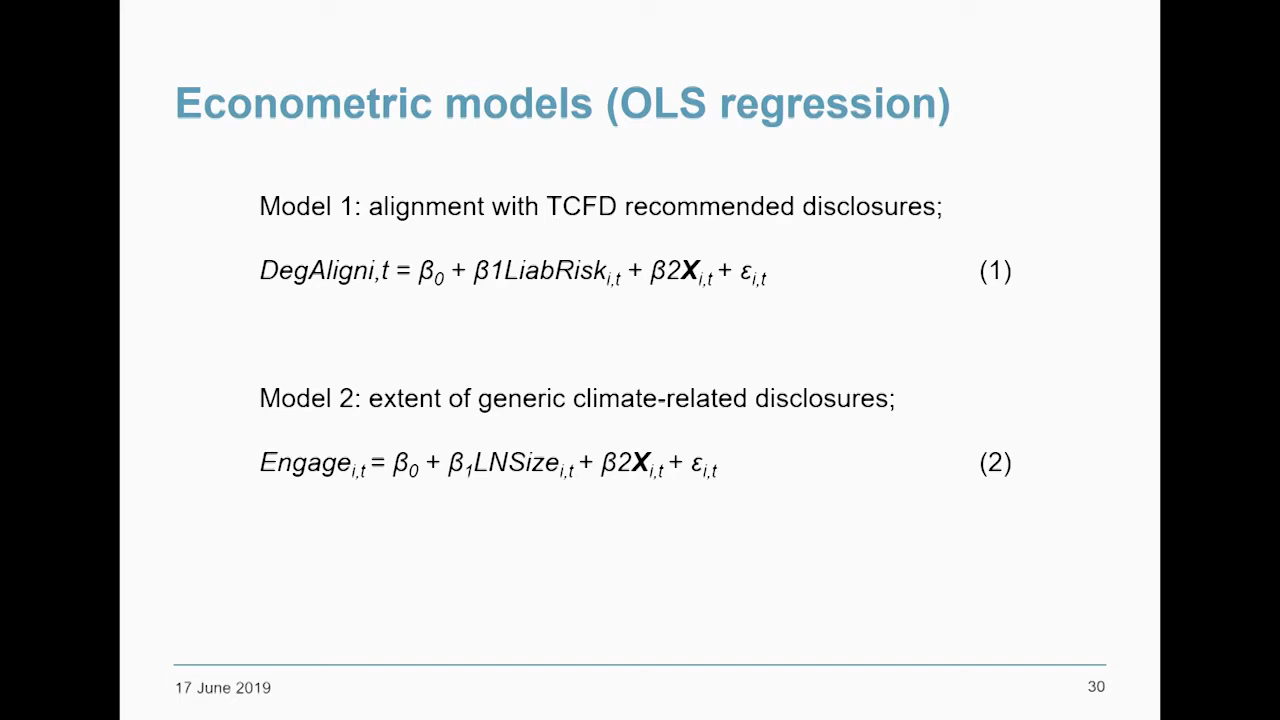 Econometric models (OLS regression)
Model 1: alignment with TCFD recommended disclosures;
DegAligni,t = β0 + β1LiabRiski,t + β2Xi,t + εi,t (1)
Model 2: extent of generic climate-related disclosures;
Engagei,t = β0 + β1LNSizei,t + β2Xi,t + εi,t (2)
17 June 2019 30